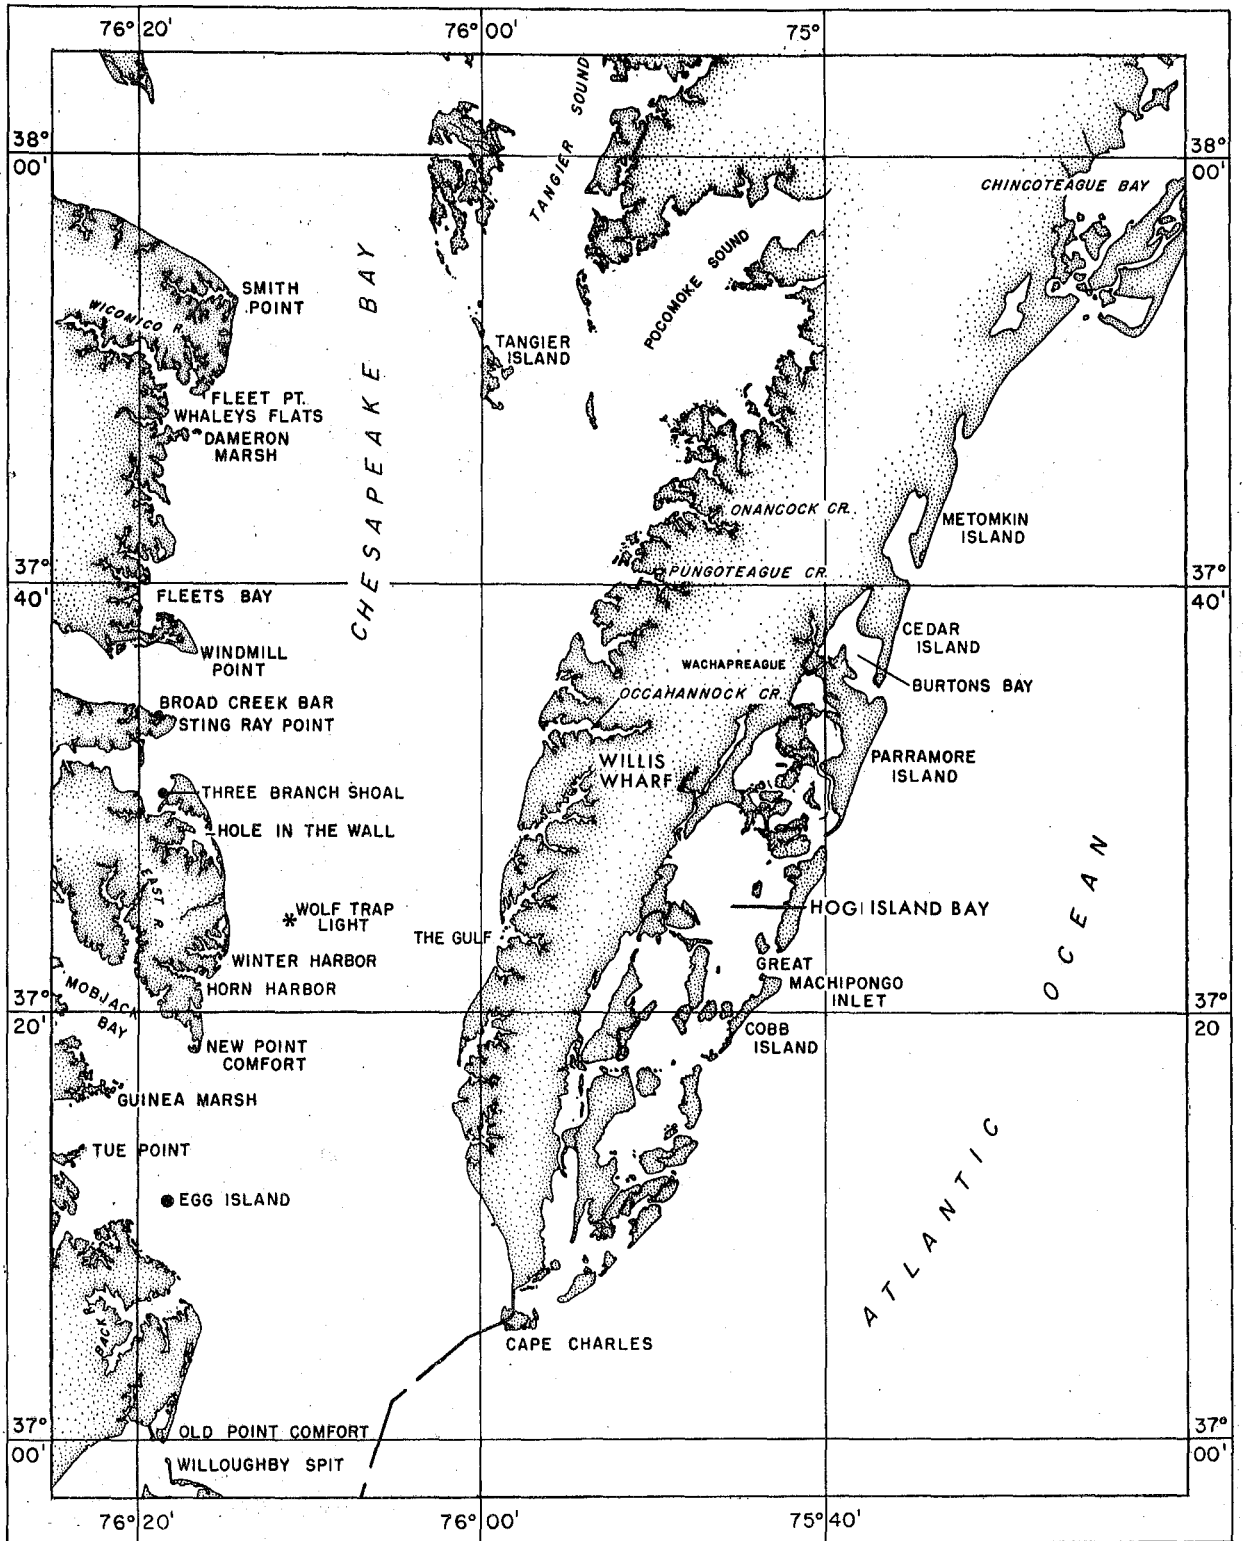 76°20'
76°00'
75°
38°
00'
38°
00'
TANGIER SOUND
CHINCOTEAGUE BAY
POCOMOKE SOUND
SMITH
POINT
WICOMICO R.
CHESAPEAKE BAY
TANGIER
ISLAND
FLEET PT.
WHALEYS FLATS
DAMERON
MARSH
ONANCOCK CR.
METOMKIN
ISLAND
PUNGOTEAGUE CR.
37°
40'
37°
40'
FLEETS BAY
CEDAR
ISLAND
WINDMILL
POINT
WACHAPREAGUE
BURTONS BAY
OCCAHANNOCK CR.
BROAD CREEK BAR
STING RAY POINT
WILLIS
WHARF
PARRAMORE
ISLAND
THREE BRANCH SHOAL
HOLE IN THE WALL
EAST R.
WOLF TRAP
LIGHT
HOG ISLAND BAY
THE GULF
WINTER HARBOR
GREAT
MACHIPONGO
INLET
HORN HARBOR
MOBJACK
BAY
37°
20'
37°
20
COBB
ISLAND
NEW POINT
COMFORT
GUINEA MARSH
TUE POINT
EGG ISLAND
ATLANTIC OCEAN
BACK R.
CAPE CHARLES
37°
00'
37°
00'
OLD POINT COMFORT
WILLOUGHBY SPIT
76°20'
76°00'
75°40'